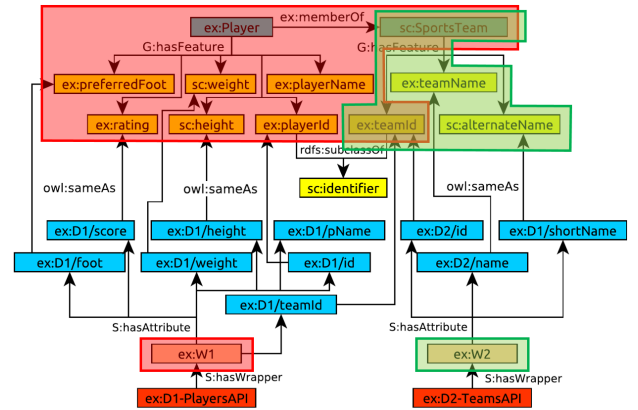 ex:Player
ex:memberOf
sc:SportsTeam
G:hasFeature
G:hasFeature
ex:preferredFoot
sc:weight
ex:playerName
ex:teamName
ex:rating
sc:height
ex:playerId
ex:teamId
sc:alternateName
rdfs:subclassOf
sc:identifier
owl:sameAs
owl:sameAs
owl:sameAs
ex:D1/score
ex:D1/height
ex:D1/pName
ex:D2/id
ex:D1/shortName
ex:D1/foot
ex:D1/weight
ex:D1/id
ex:D2/name
ex:D1/teamId
S:hasAttribute
S:hasAttribute
ex:W1
ex:W2
S:hasWrapper
S:hasWrapper
ex:D1-PlayersAPI
ex:D2-TeamsAPI